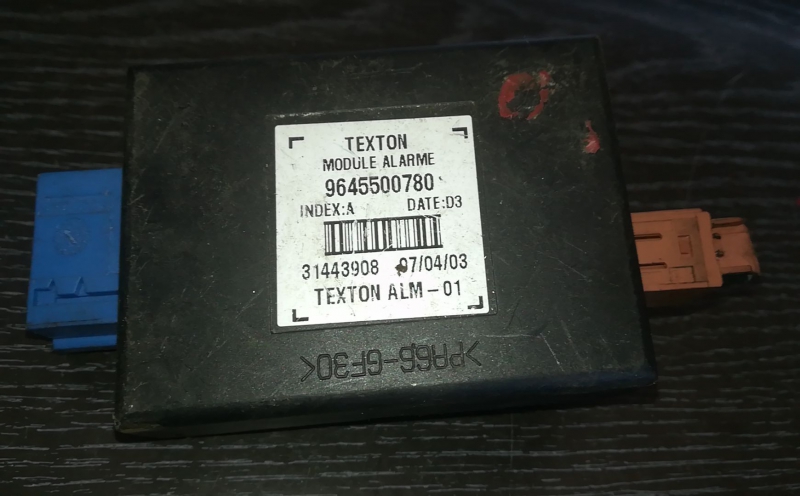 TEXTON
MODULE ALARME
9645500780
INDEX:A DATE:D3
31443908 07/04/03
TEXTON ALM-01
>PA66-GF30<